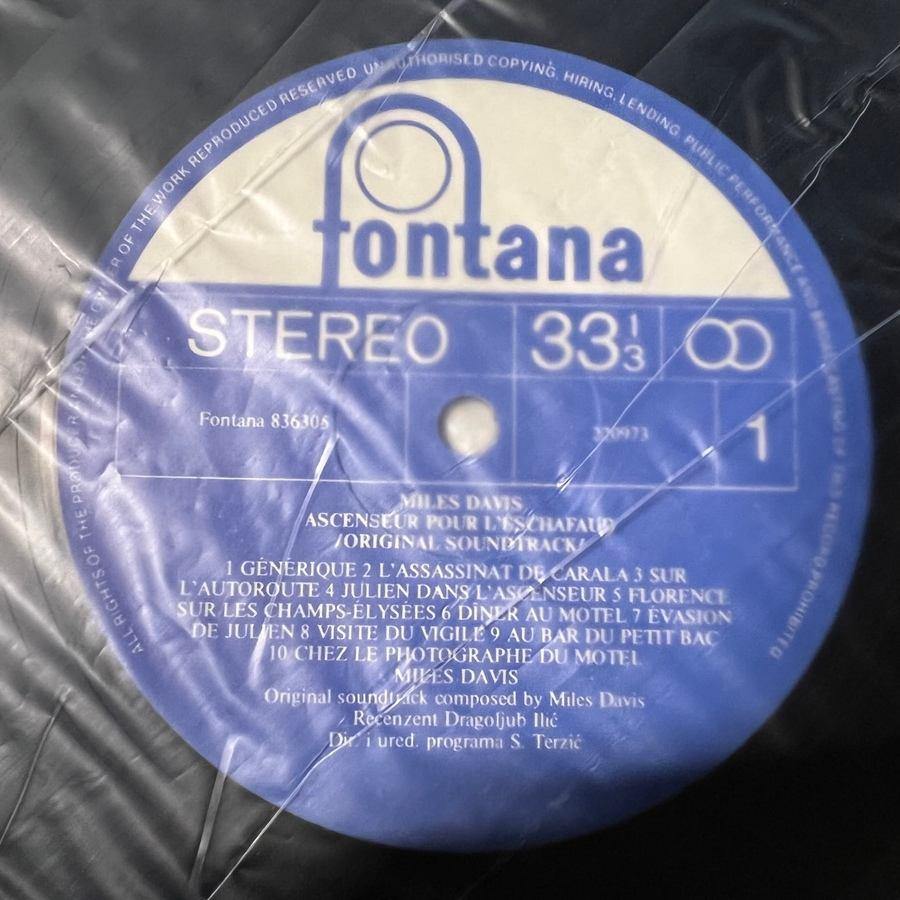 ALL RIGHTS OF THE PRODUCER AND OF THE OWNER OF THE WORK REPRODUCED RESERVED UNAUTHORISED COPYING, HIRING, LENDING, PUBLIC PERFORMANCE AND BROADCASTING OF THIS RECORD PROHIBITED
fontana
STEREO 33 1/3
Fontana 836305 220973 1
MILES DAVIS
ASCENSEUR POUR L'ESCHAFAUD
/ORIGINAL SOUNDTRACK/
1 GÉNÉRIQUE 2 L'ASSASSINAT DE CARALA 3 SUR
L'AUTOROUTE 4 JULIEN DANS L'ASCENSEUR 5 FLORENCE
SUR LES CHAMPS-ÉLYSÉES 6 DÎNER AU MOTEL 7 ÉVASION
DE JULIEN 8 VISITE DU VIGILE 9 AU BAR DU PETIT BAC
10 CHEZ LE PHOTOGRAPHE DU MOTEL
MILES DAVIS
Original soundtrack composed by Miles Davis
Recenzent Dragoljub Ilić
Dir. i ured. programa S. Terzić